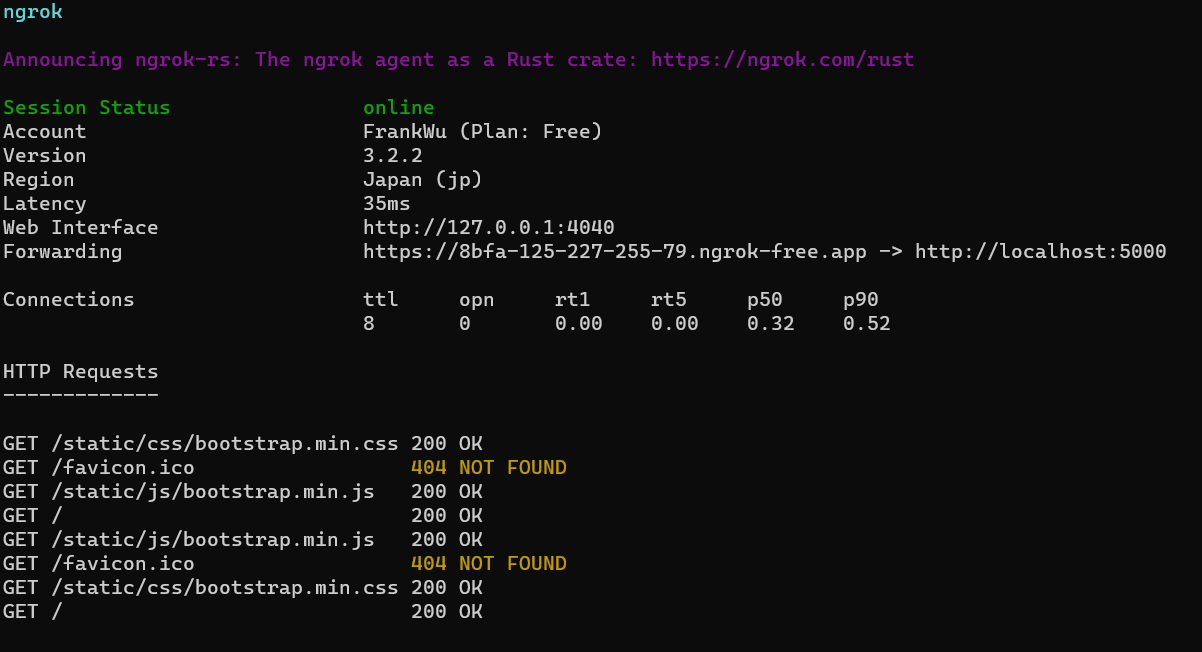 ngrok
Announcing ngrok-rs: The ngrok agent as a Rust crate: https://ngrok.com/rust
Session Status                online
Account                       FrankWu (Plan: Free)
Version                       3.2.2
Region                        Japan (jp)
Latency                       35ms
Web Interface                 http://127.0.0.1:4040
Forwarding                    https://8bfa-125-227-255-79.ngrok-free.app -> http://localhost:5000
Connections                   ttl     opn     rt1     rt5     p50     p90
                              8       0       0.00    0.00    0.32    0.52
HTTP Requests
-------------
GET /static/css/bootstrap.min.css 200 OK
GET /favicon.ico                  404 NOT FOUND
GET /static/js/bootstrap.min.js   200 OK
GET /                             200 OK
GET /static/js/bootstrap.min.js   200 OK
GET /favicon.ico                  404 NOT FOUND
GET /static/css/bootstrap.min.css 200 OK
GET /                             200 OK